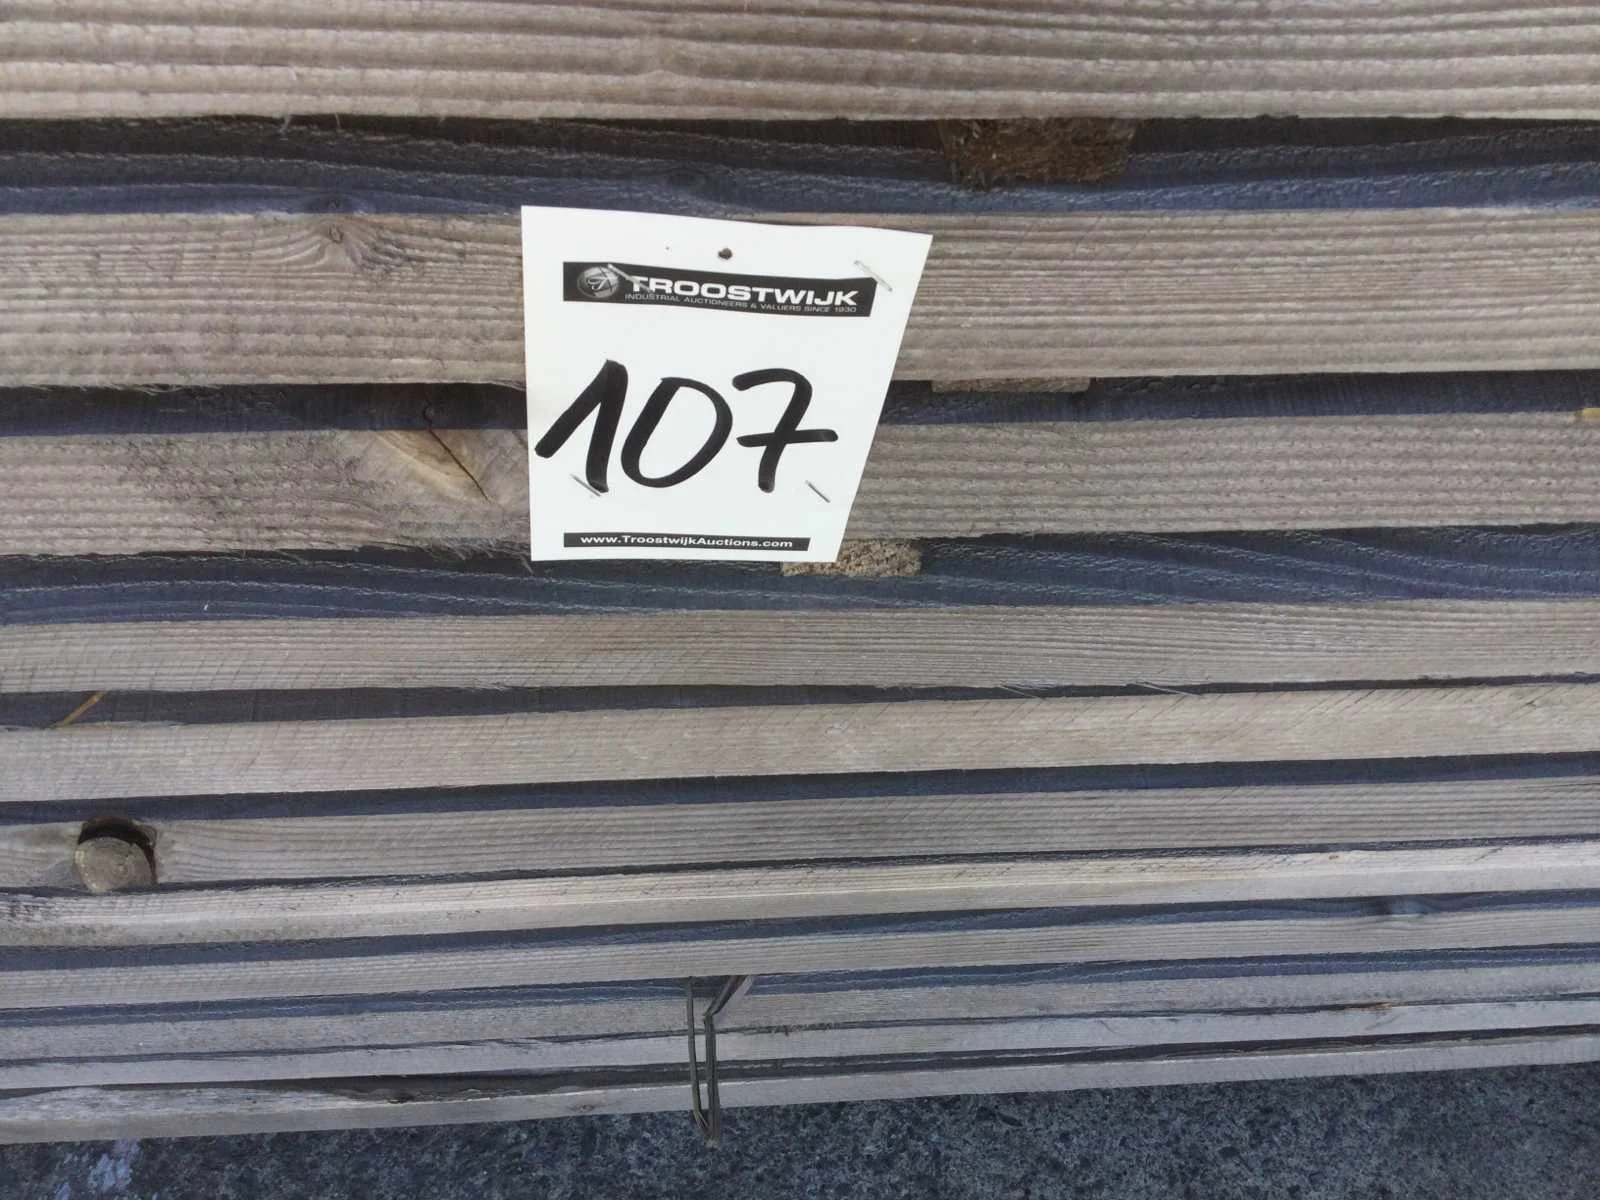 TROOSTWIJK
INDUSTRIAL AUCTIONEERS & VALUERS SINCE 1930
107
www.TroostwijkAuctions.com